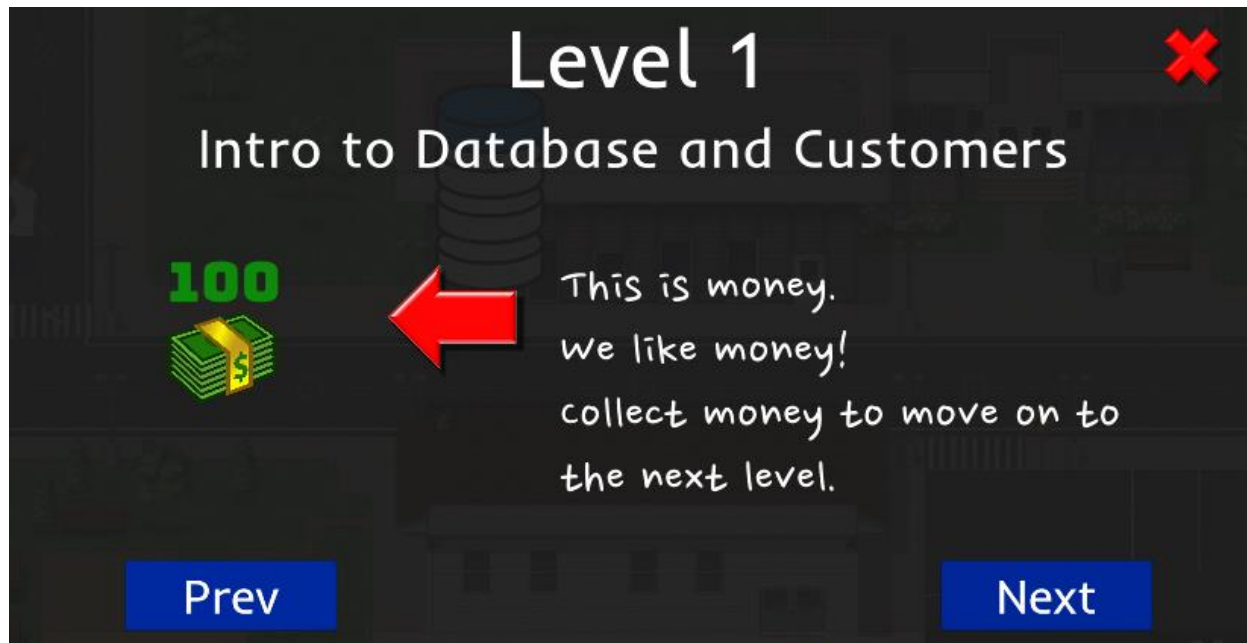 Level 1
Intro to Database and Customers
100
This is money.
We like money!
Collect money to move on to
the next level.
$
Prev
Next